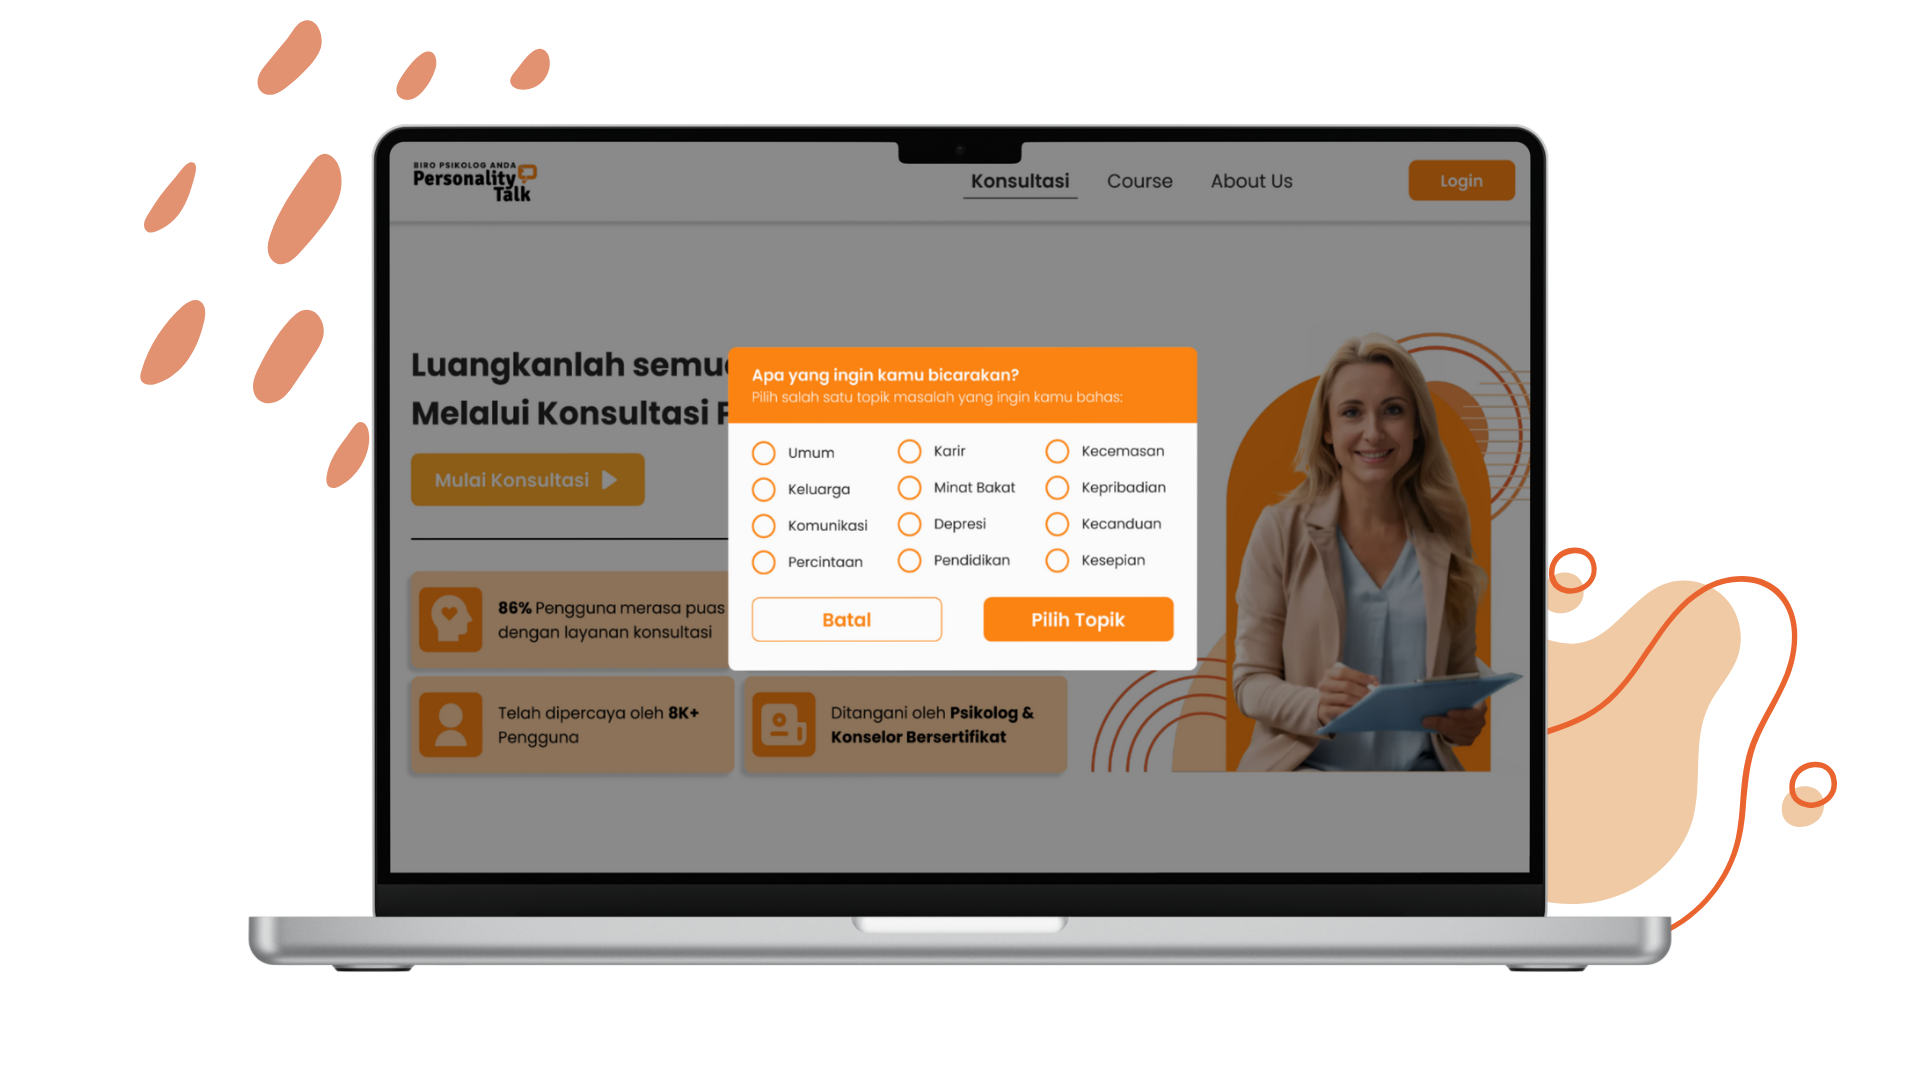 BIRO PSIKOLOG ANDA
Personality
Talk
Konsultasi
Course
About Us
Login
Luangkanlah
Melalui Konsultasi
Mulai Konsultasi
86% Pengguna merasa puas
dengan layanan konsultasi
Telah dipercaya oleh 8K+
Pengguna
Ditangani oleh Psikolog &
Konselor Bersertifikat
Apa yang ingin kamu bicarakan?
Pilih salah satu topik masalah yang ingin kamu bahas:
Umum
Karir
Kecemasan
Keluarga
Minat Bakat
Kepribadian
Komunikasi
Depresi
Kecanduan
Percintaan
Pendidikan
Kesepian
Batal
Pilih Topik